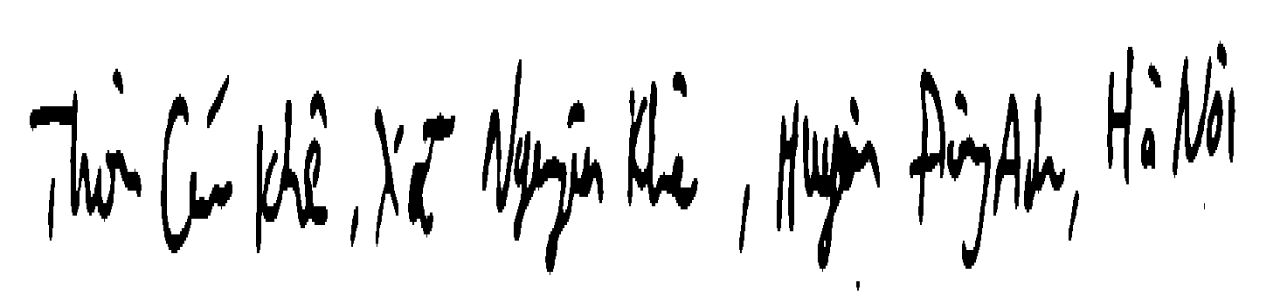 , Thôn Cán Khê, Xã Nguyên Khê, Huyện Đông Anh, Hà Nội